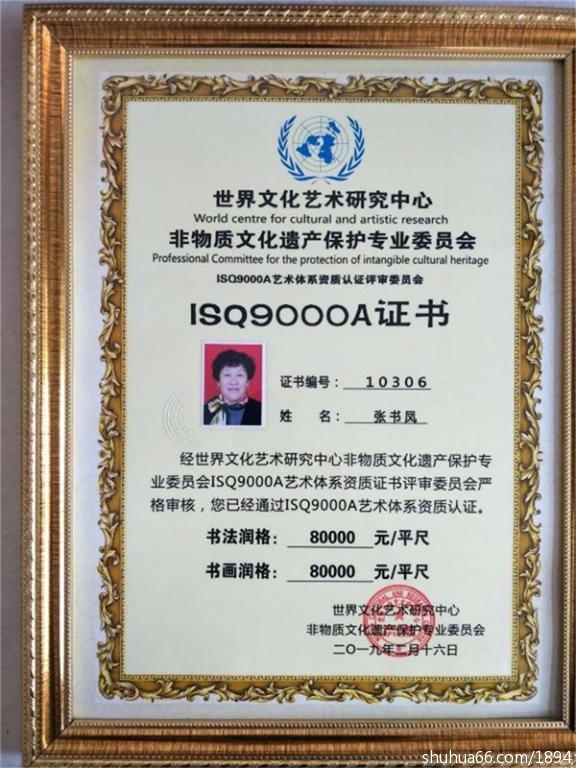 世界文化艺术研究中心
World centre for cultural and artistic research
非物质文化遗产保护专业委员会
Professional Committee for the protection of intangible cultural heritage
ISQ9000A艺术体系资质认证评审委员会
ISQ9000A证书
证书编号： 10306
姓 名： 张书凤
经世界文化艺术研究中心非物质文化遗产保护专
业委员会ISQ9000A艺术体系资质证书评审委员会严
格审核，您已经通过ISQ9000A艺术体系资质认证。
书法润格： 80000 元/平尺
书画润格： 80000 元/平尺
世界文化艺术研究中心
非物质文化遗产保护专业委员会
二〇一九年二月十六日
shuhua66.com/1894